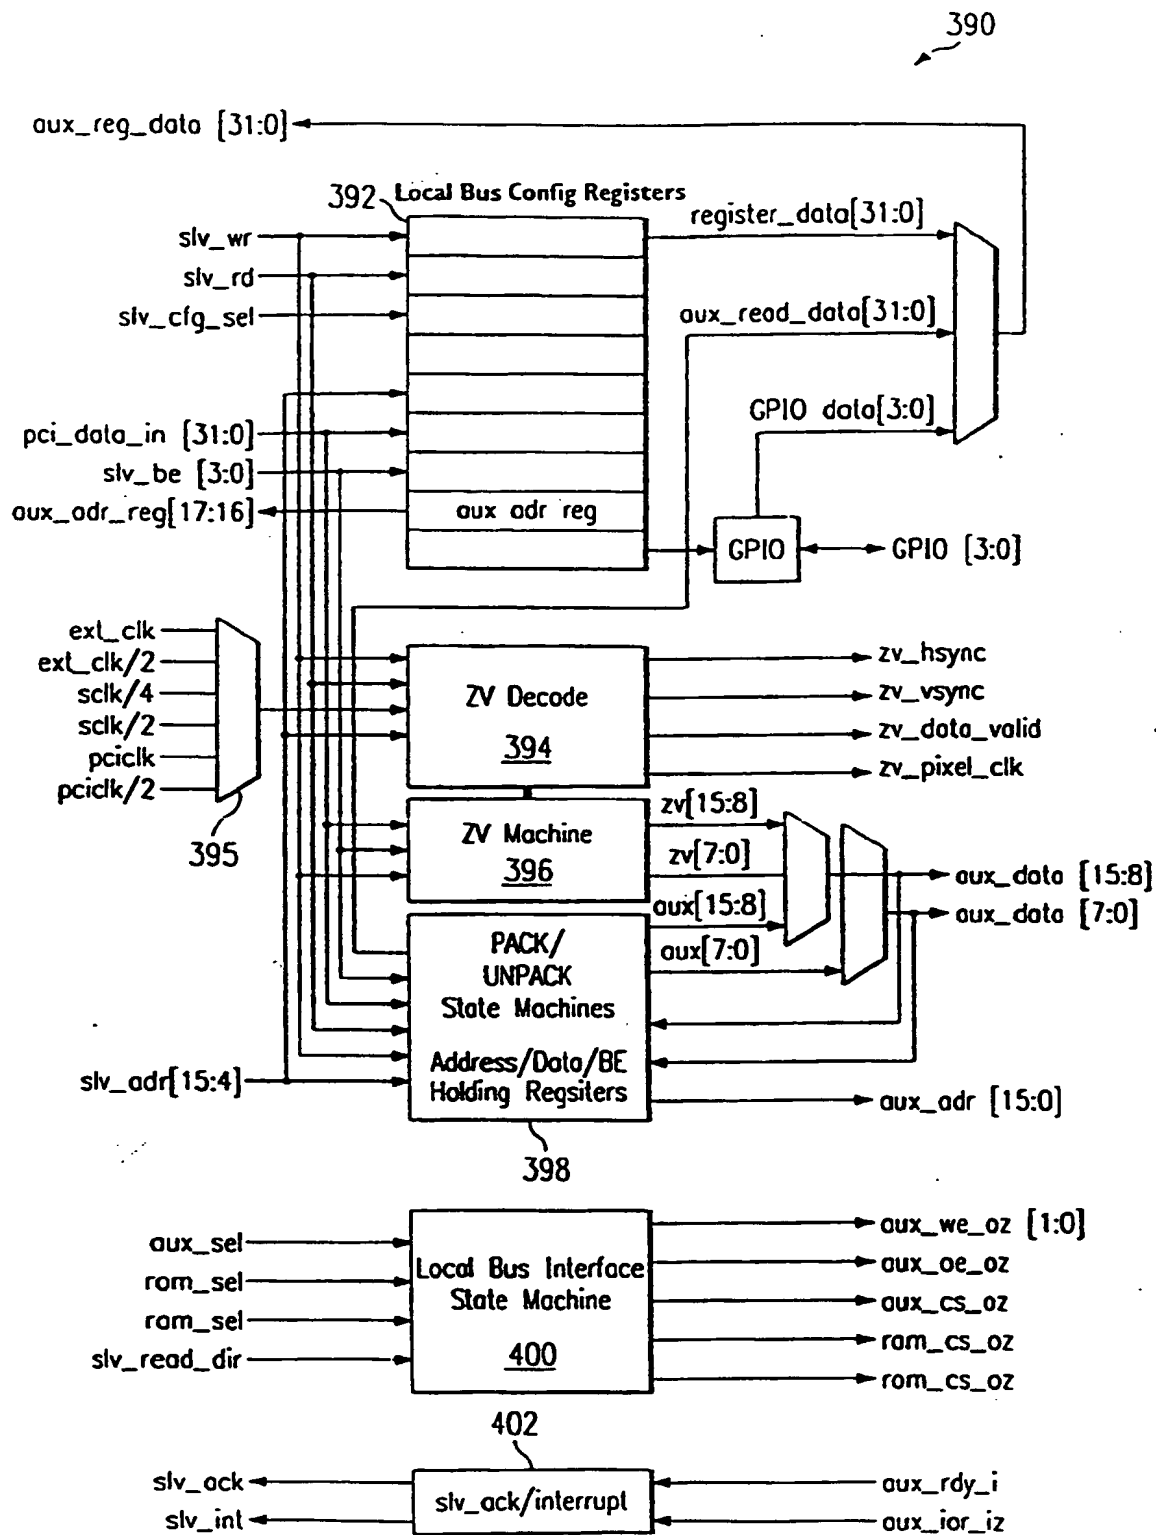 390
aux_reg_data [31:0]
392 Local Bus Config Registers
register_data[31:0]
slv_wr
slv_rd
slv_cfg_sel
aux_read_data[31:0]
GPIO data[3:0]
pci_data_in [31:0]
slv_be [3:0]
aux_adr_reg[17:16]
aux adr reg
GPIO
GPIO [3:0]
ext_clk
ext_clk/2
sclk/4
sclk/2
pciclk
pciclk/2
395
ZV Decode
394
zv_hsync
zv_vsync
zv_data_valid
zv_pixel_clk
ZV Machine
396
zv[15:8]
zv[7:0]
aux[15:8]
aux[7:0]
aux_data [15:8]
aux_data [7:0]
PACK/
UNPACK
State Machines
Address/Data/BE
Holding Regsiters
slv_adr[15:4]
aux_adr [15:0]
398
aux_sel
rom_sel
ram_sel
slv_read_dir
Local Bus Interface
State Machine
400
aux_we_oz [1:0]
aux_oe_oz
aux_cs_oz
ram_cs_oz
rom_cs_oz
402
slv_ack
slv_int
slv_ack/interrupt
aux_rdy_i
aux_ior_iz